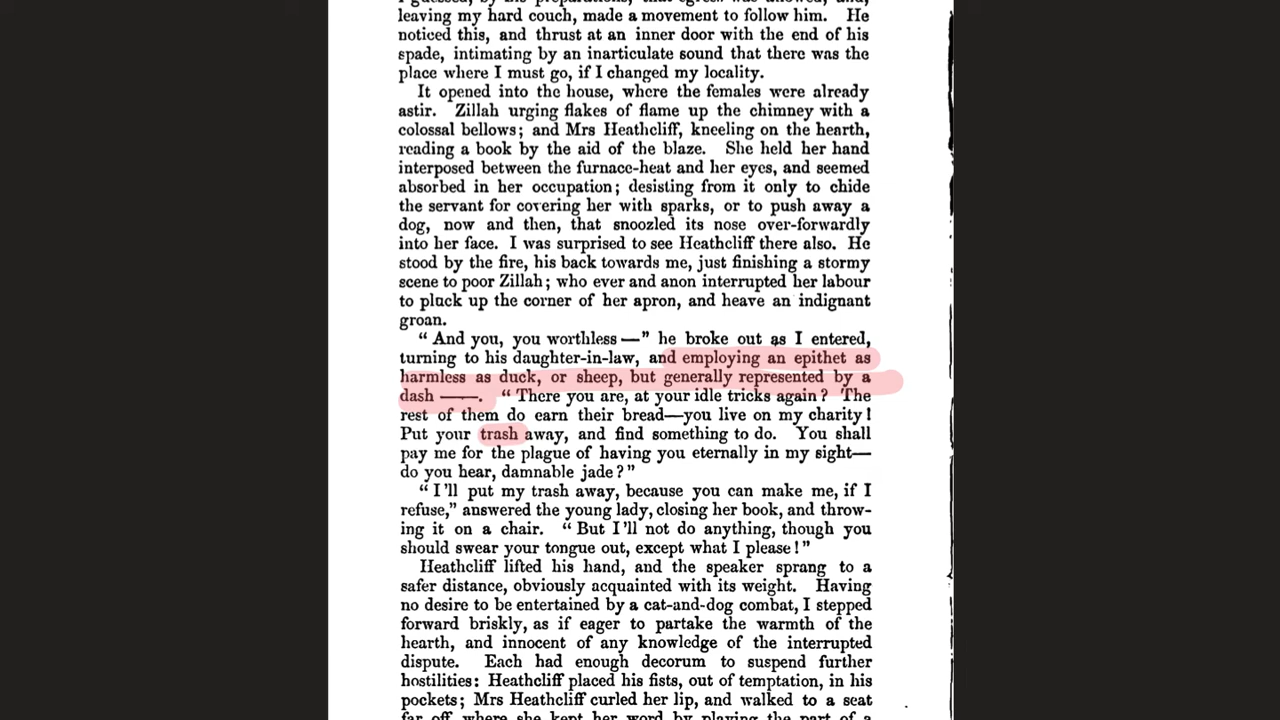 leaving my hard couch, made a movement to follow him. He
noticed this, and thrust at an inner door with the end of his
spade, intimating by an inarticulate sound that there was the
place where I must go, if I changed my locality.
It opened into the house, where the females were already
astir. Zillah urging flakes of flame up the chimney with a
colossal bellows; and Mrs Heathcliff, kneeling on the hearth,
reading a book by the aid of the blaze. She held her hand
interposed between the furnace-heat and her eyes, and seemed
absorbed in her occupation; desisting from it only to chide
the servant for covering her with sparks, or to push away a
dog, now and then, that snoozled its nose over-forwardly
into her face. I was surprised to see Heathcliff there also. He
stood by the fire, his back towards me, just finishing a stormy
scene to poor Zillah; who ever and anon interrupted her labour
to pluck up the corner of her apron, and heave an indignant
groan.
“And you, you worthless —” he broke out as I entered,
turning to his daughter-in-law, and employing an epithet as
harmless as duck, or sheep, but generally represented by a
dash ——. “There you are, at your idle tricks again? The
rest of them do earn their bread—you live on my charity!
Put your trash away, and find something to do. You shall
pay me for the plague of having you eternally in my sight—
do you hear, damnable jade?”
“I'll put my trash away, because you can make me, if I
refuse,” answered the young lady, closing her book, and throw-
ing it on a chair. “But I'll not do anything, though you
should swear your tongue out, except what I please!”
Heathcliff lifted his hand, and the speaker sprang to a
safer distance, obviously acquainted with its weight. Having
no desire to be entertained by a cat-and-dog combat, I stepped
forward briskly, as if eager to partake the warmth of the
hearth, and innocent of any knowledge of the interrupted
dispute. Each had enough decorum to suspend further
hostilities: Heathcliff placed his fists, out of temptation, in his
pockets; Mrs Heathcliff curled her lip, and walked to a seat
far off, where she kept her word by playing the part of a